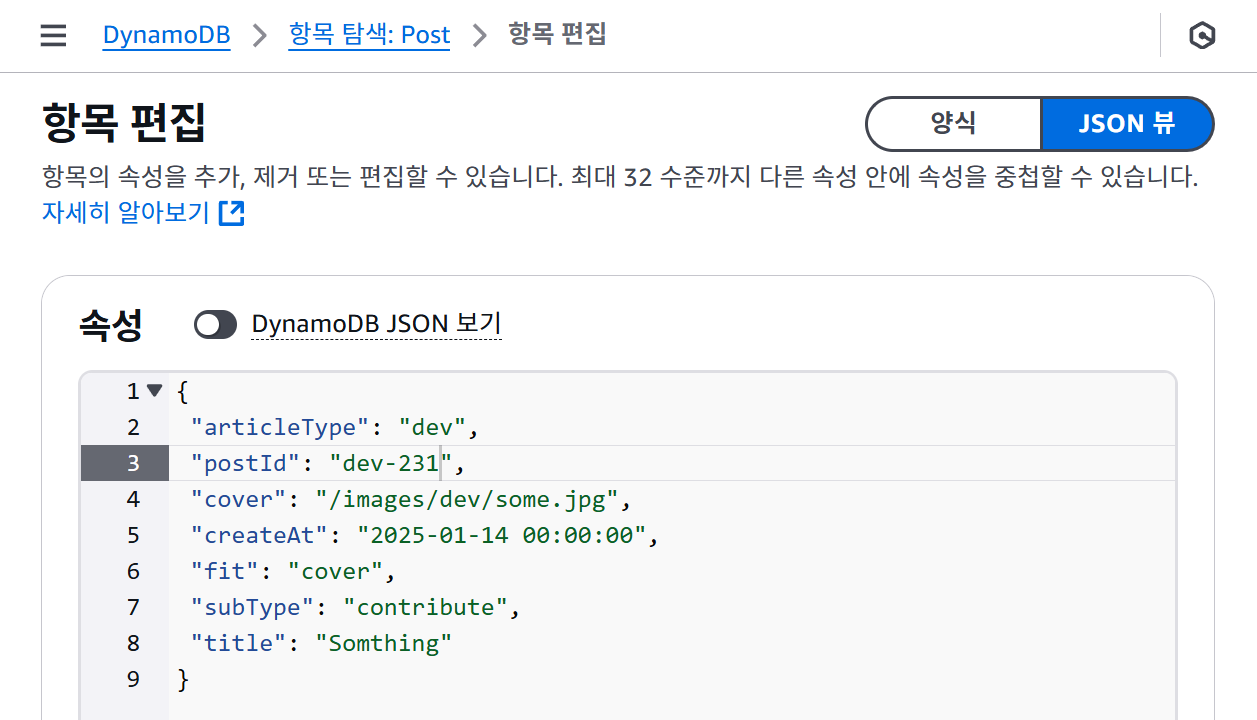 DynamoDB > 항목 탐색: Post > 항목 편집
항목 편집
양식
JSON 뷰
항목의 속성을 추가, 제거 또는 편집할 수 있습니다. 최대 32 수준까지 다른 속성 안에 속성을 중첩할 수 있습니다.
자세히 알아보기
속성
DynamoDB JSON 보기
1 {
2 "articleType": "dev",
3 "postId": "dev-231",
4 "cover": "/images/dev/some.jpg",
5 "createAt": "2025-01-14 00:00:00",
6 "fit": "cover",
7 "subType": "contribute",
8 "title": "Somthing"
9 }